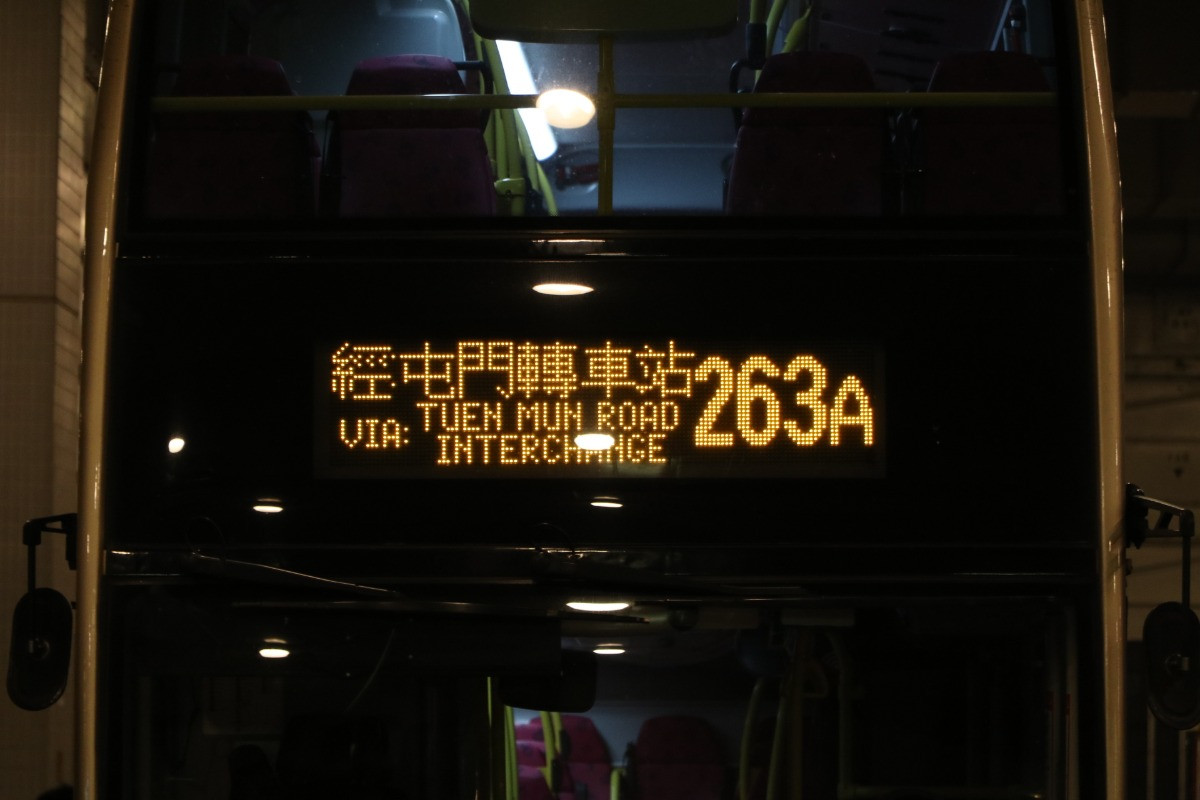 經屯門轉車站 263A
VIA: TUEN MUN ROAD
INTERCHANGE